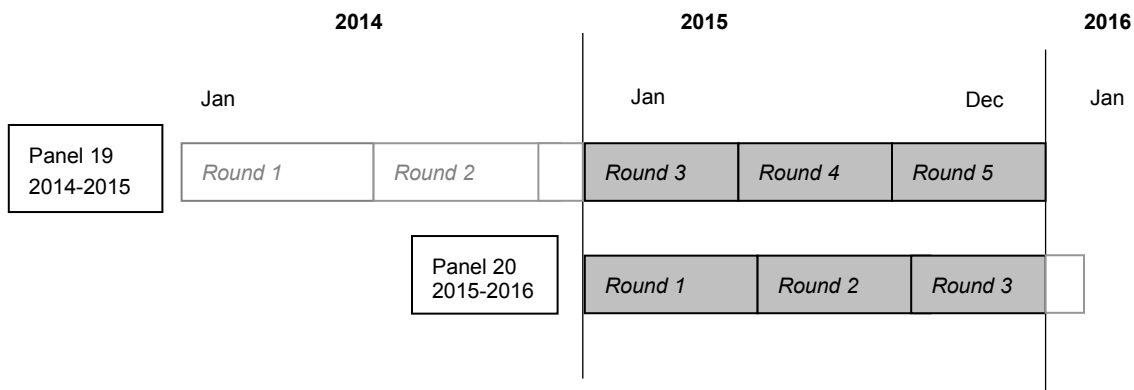 2014 2015 2016
Jan Jan Dec Jan
Panel 19
2014-2015
Round 1 Round 2 Round 3 Round 4 Round 5
Panel 20
2015-2016
Round 1 Round 2 Round 3